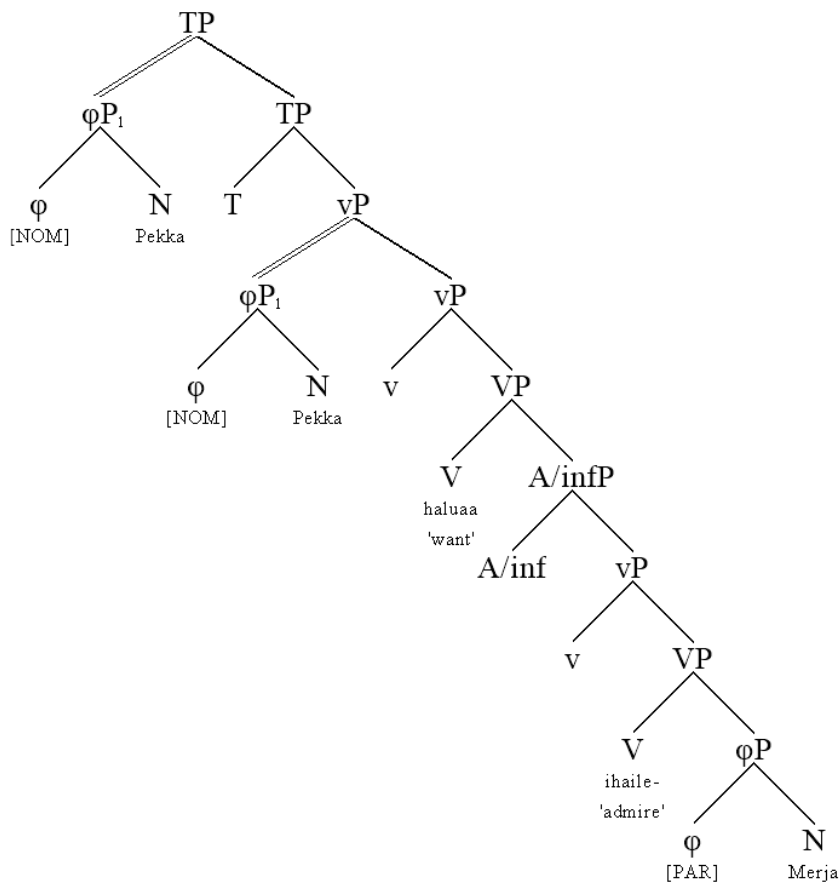 TP
φP₁ TP
φ N T vP
[NOM] Pekka
φP₁ vP
φ N v VP
[NOM] Pekka
V A/infP
haluaa
'want'
A/inf vP
v VP
V φP
ihaile-
'admire'
φ N
[PAR] Merja